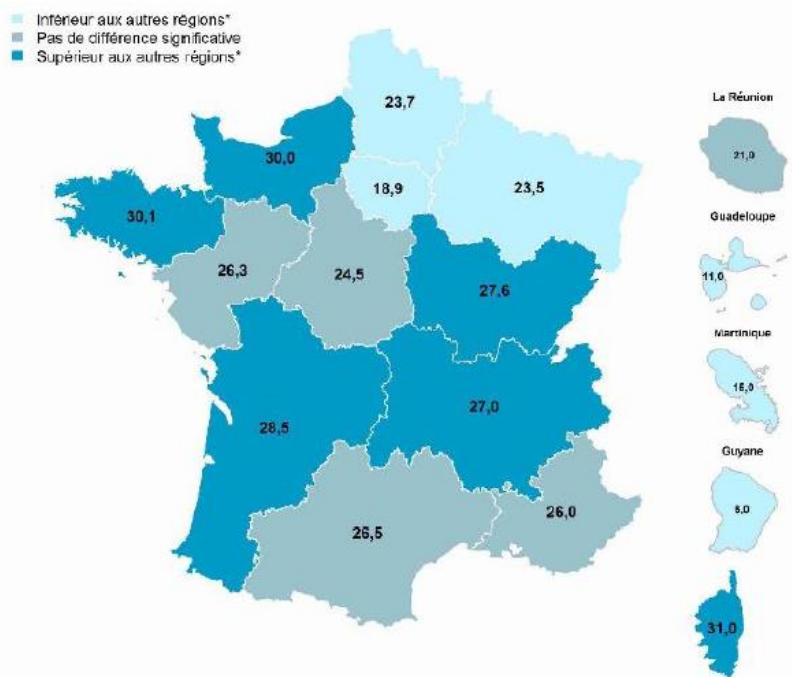 Inférieur aux autres régions*
Pas de différence significative
Supérieur aux autres régions*
23,7
La Réunion
30,0
21,0
18,9
23,5
30,1
Guadeloupe
26,3
24,5
11,0
27,6
Martinique
15,0
27,0
28,5
Guyane
26,5
26,0
31,0